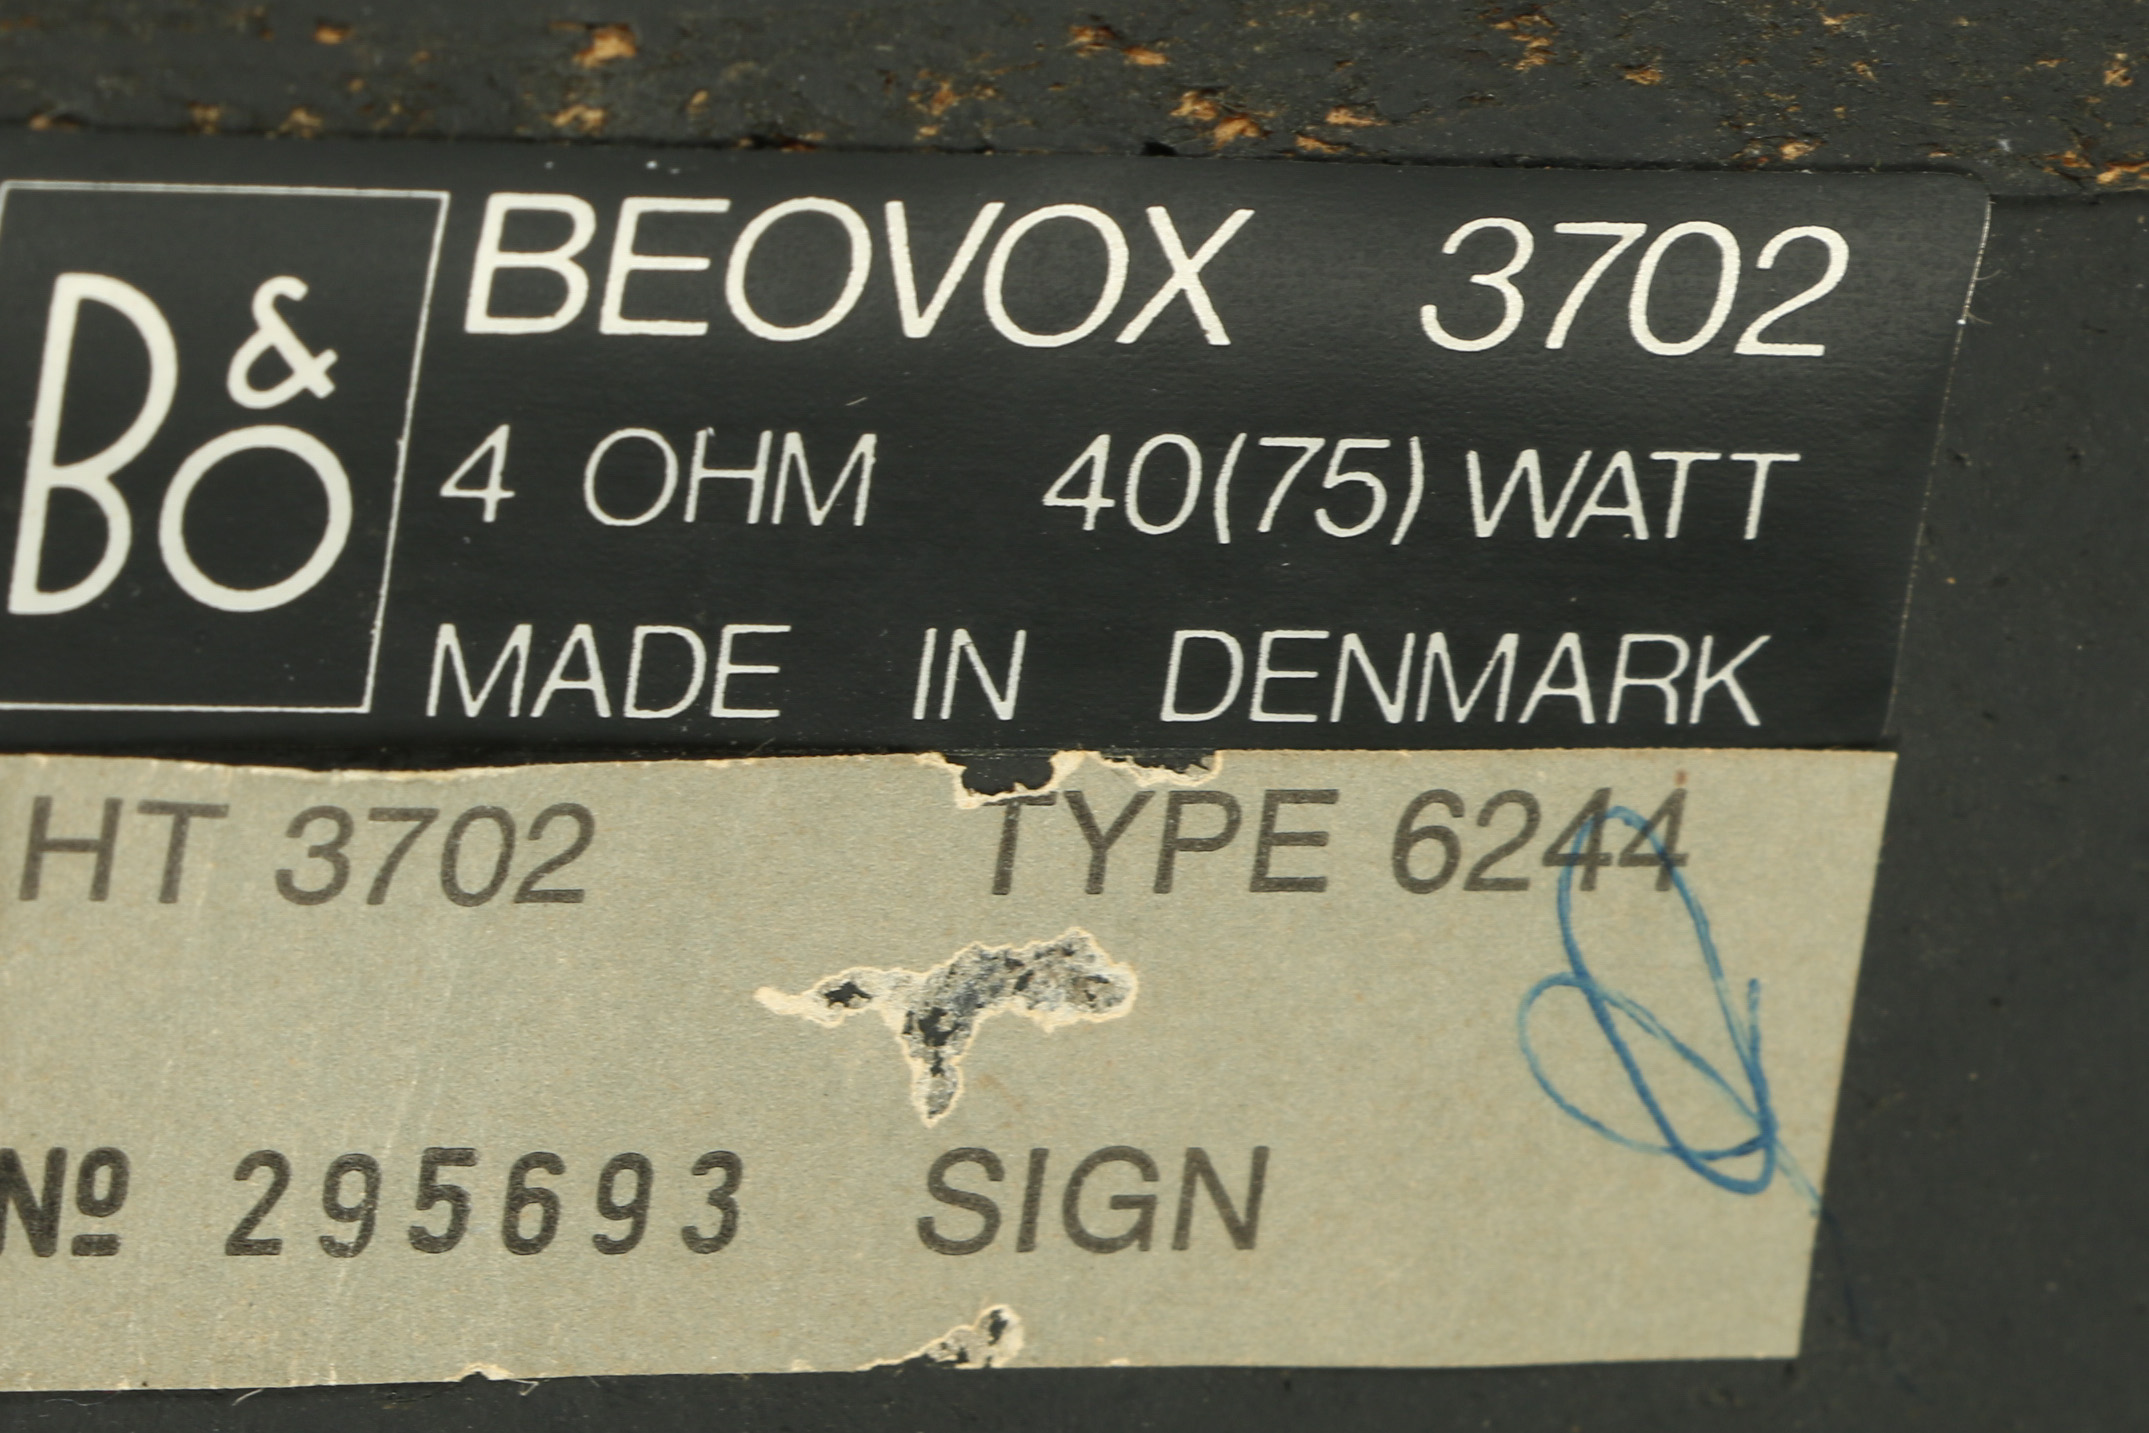 B&O
BEOVOX 3702
4 OHM 40(75) WATT
MADE IN DENMARK
HT 3702 TYPE 6244
Nº 295693 SIGN